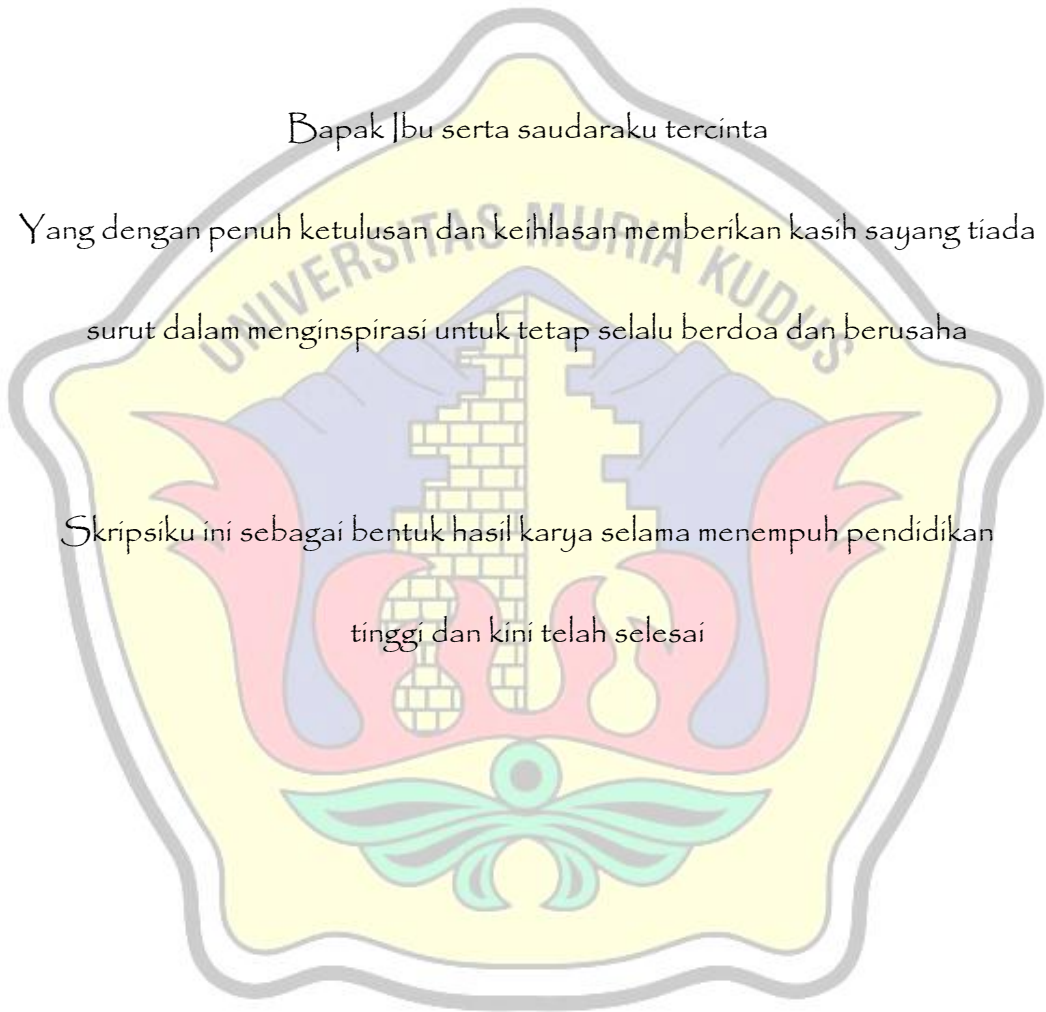 Bapak Ibu serta saudaraku tercinta
UNIVERSITAS MURIA KUDUS
Yang dengan penuh ketulusan dan keihlasan memberikan kasih sayang tiada
surut dalam menginspirasi untuk tetap selalu berdoa dan berusaha
Skripsiku ini sebagai bentuk hasil karya selama menempuh pendidikan
tinggi dan kini telah selesai